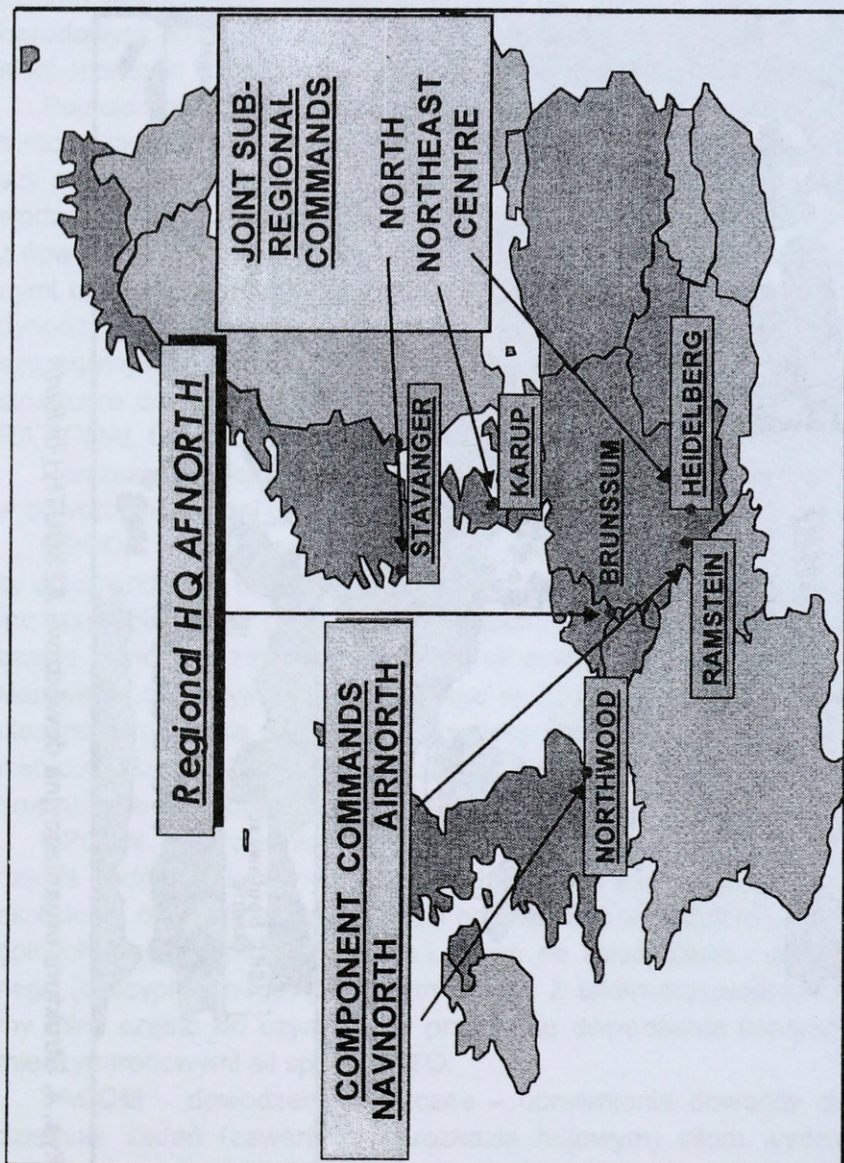 Regional HQ AFNORTH
JOINT SUB-
REGIONAL
COMMANDS
NORTH
NORTHEAST
CENTRE
COMPONENT COMMANDS
NAVNORTH AIRNORTH
STAVANGER
KARUP
BRUNSSUM
NORTHWOOD
HEIDELBERG
RAMSTEIN